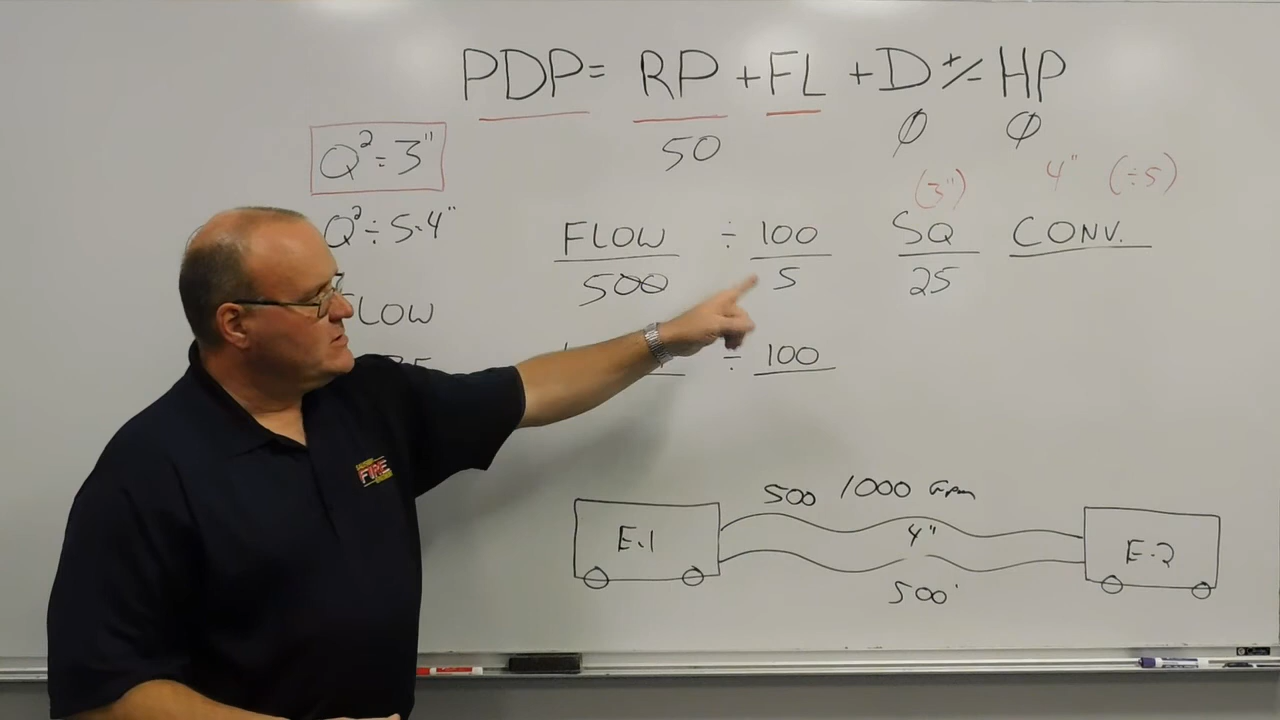 PDP= RP +FL +D +/- HP
50 Ø Ø
Q² = 3"
Q² ÷ 5=4"
(3") 4" (÷5)
FLOW ÷ 100 SQ CONV.
500 5 25
FLOW
÷ 100
500 1000 Gpm
E.1 4" E-2
500'
FIRE